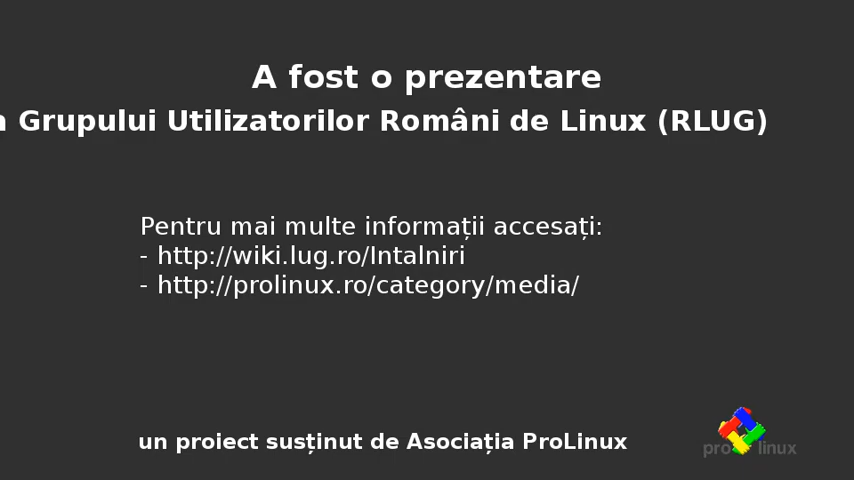 A fost o prezentare
Grupului Utilizatorilor Români de Linux (RLUG)
Pentru mai multe informații accesați:
- http://wiki.lug.ro/Intalniri
- http://prolinux.ro/category/media/
un proiect susținut de Asociația ProLinux
pro linux